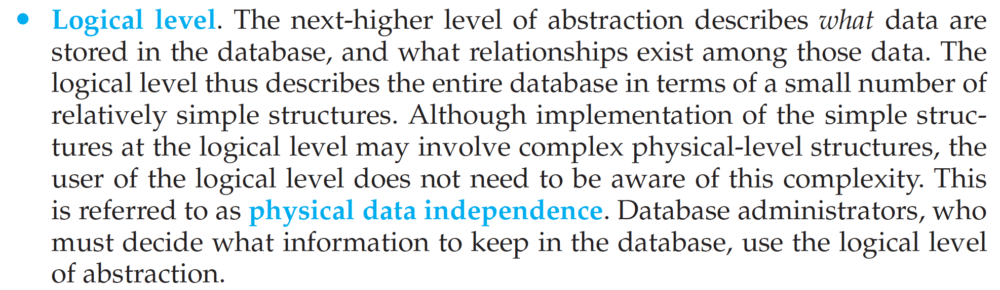 • Logical level. The next-higher level of abstraction describes what data are
stored in the database, and what relationships exist among those data. The
logical level thus describes the entire database in terms of a small number of
relatively simple structures. Although implementation of the simple struc-
tures at the logical level may involve complex physical-level structures, the
user of the logical level does not need to be aware of this complexity. This
is referred to as physical data independence. Database administrators, who
must decide what information to keep in the database, use the logical level
of abstraction.